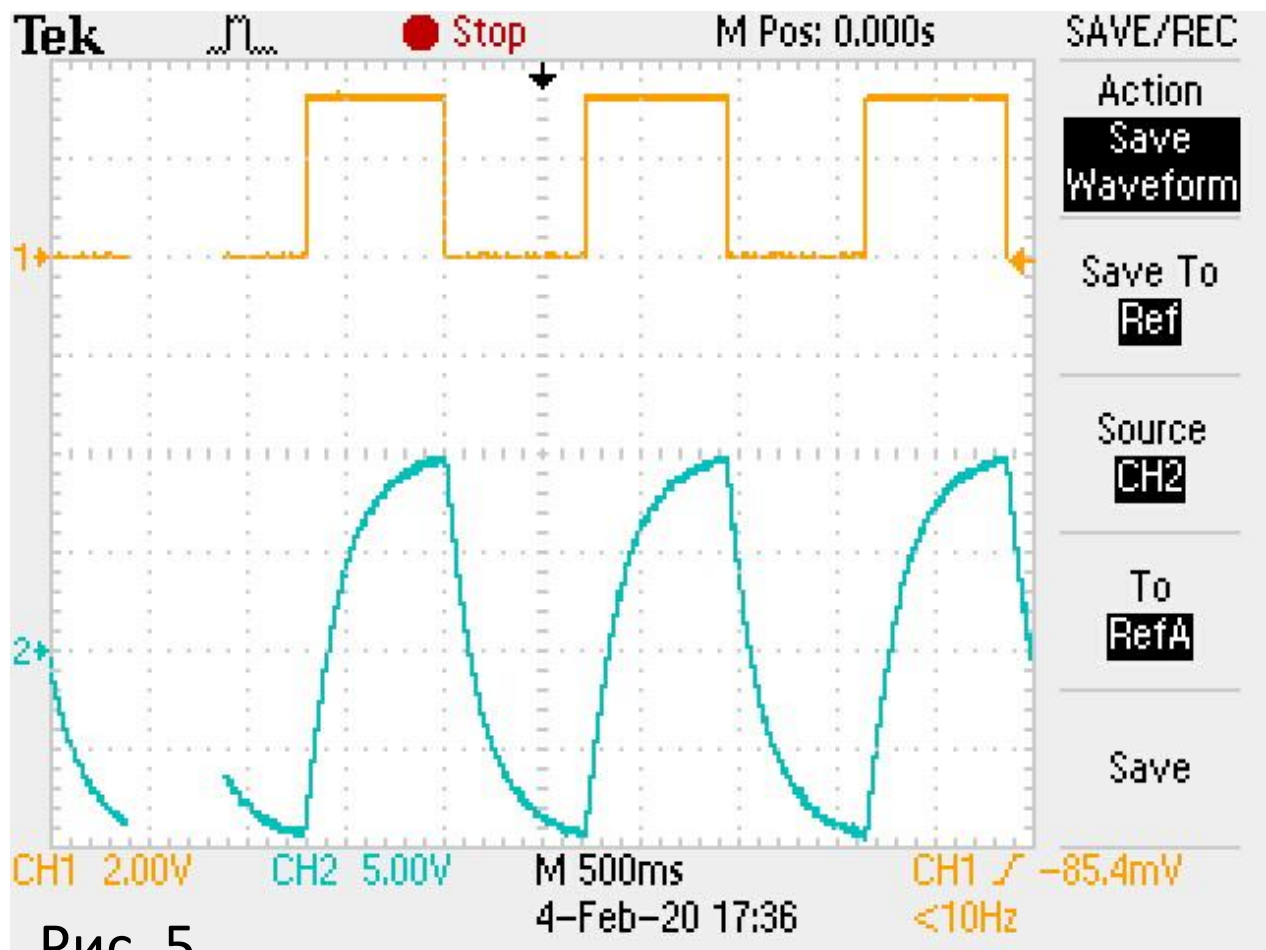 Tek Stop M Pos: 0.000s SAVE/REC
Action
Save
Waveform
1
Save To
Ref
Source
CH2
To
RefA
2
Save
CH1 2.00V CH2 5.00V M 500ms CH1 -85.4mV
4-Feb-20 17:36 <10Hz
Рис. 5